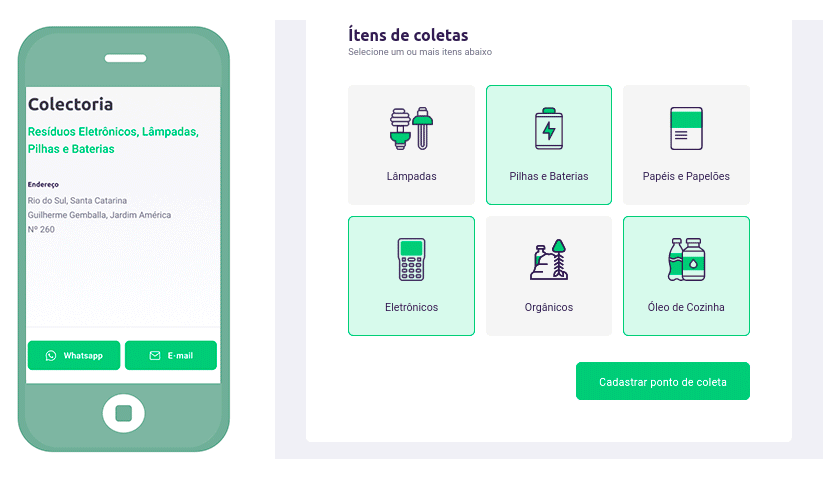 Colectoria
Resíduos Eletrônicos, Lâmpadas,
Pilhas e Baterias
Endereço
Rio do Sul, Santa Catarina
Guilherme Gemballa, Jardim América
Nº 260
Whatsapp
E-mail
Ítens de coletas
Selecione um ou mais itens abaixo
Lâmpadas
Pilhas e Baterias
Papéis e Papelões
Eletrônicos
Orgânicos
Óleo de Cozinha
Cadastrar ponto de coleta